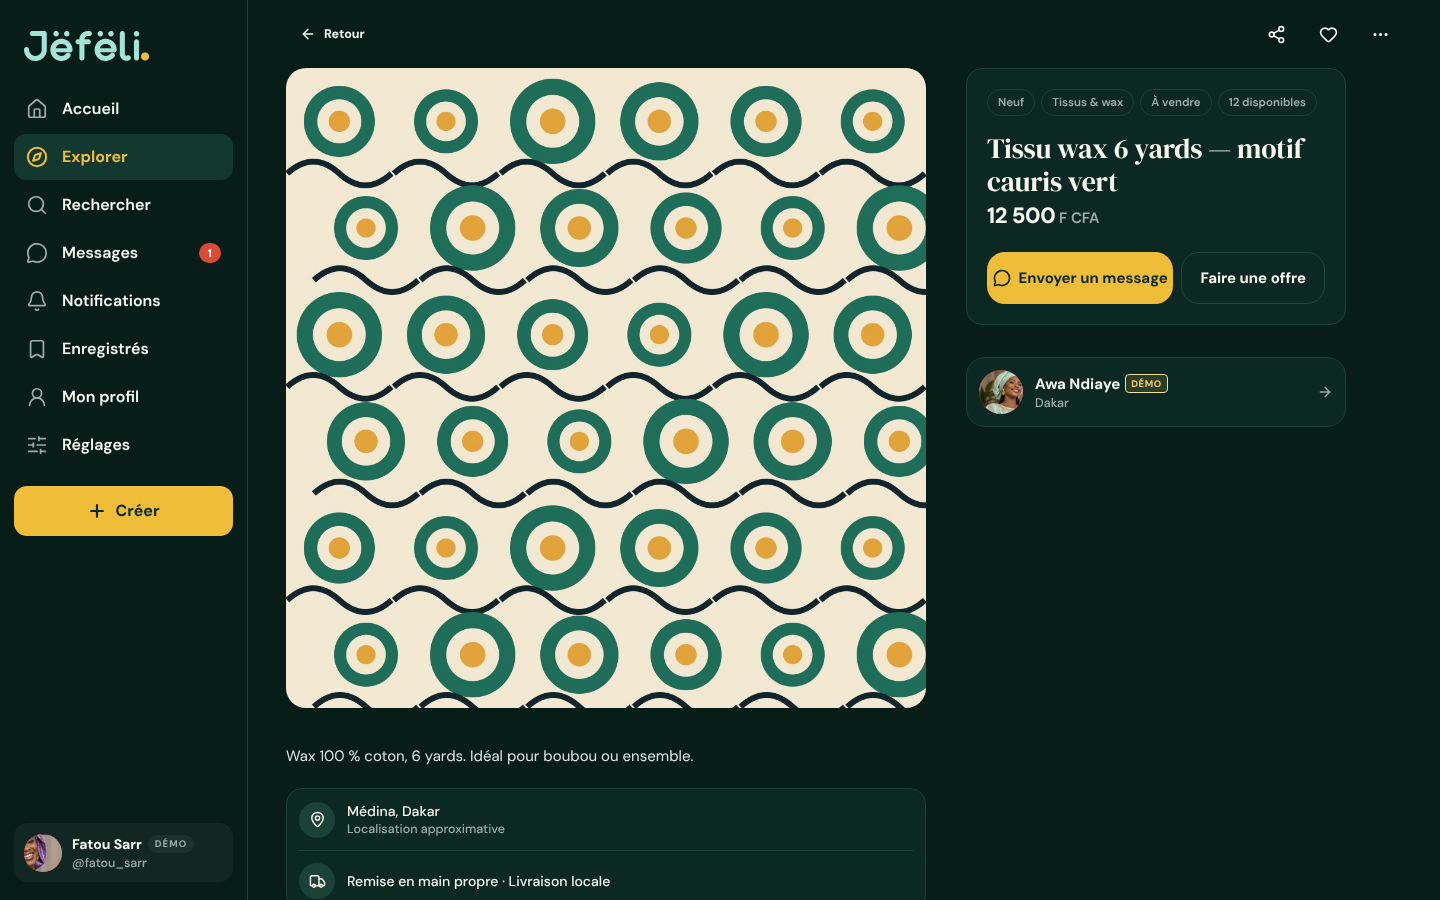 Jëfëli.
Accueil
Explorer
Rechercher
Messages
1
Notifications
Enregistrés
Mon profil
Réglages
Créer
Fatou Sarr DÉMO
@fatou_sarr
Retour
Neuf
Tissus & wax
À vendre
12 disponibles
Tissu wax 6 yards — motif
cauris vert
12 500 F CFA
Envoyer un message
Faire une offre
Awa Ndiaye DÉMO
Dakar
Wax 100 % coton, 6 yards. Idéal pour boubou ou ensemble.
Médina, Dakar
Localisation approximative
Remise en main propre · Livraison locale